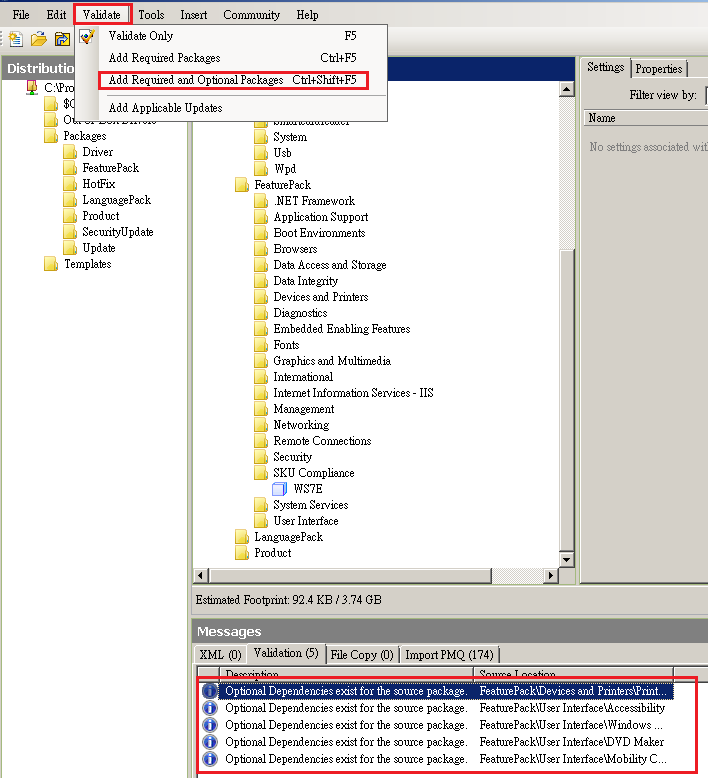 File Edit Validate Tools Insert Community Help
Validate Only F5
Add Required Packages Ctrl+F5
Add Required and Optional Packages Ctrl+Shift+F5
Add Applicable Updates
Distributio
Packages
Driver
FeaturePack
HotFix
LanguagePack
Product
SecurityUpdate
Update
Templates
System
Usb
Wpd
FeaturePack
.NET Framework
Application Support
Boot Environments
Browsers
Data Access and Storage
Data Integrity
Devices and Printers
Diagnostics
Embedded Enabling Features
Fonts
Graphics and Multimedia
International
Internet Information Services - IIS
Management
Networking
Remote Connections
Security
SKU Compliance
WS7E
System Services
User Interface
LanguagePack
Product
Estimated Footprint: 92.4 KB / 3.74 GB
Settings Properties
Filter view by:
Name
No settings associated with
Messages
XML (0) Validation (5) File Copy (0) Import PMQ (174)
Description Source Location
Optional Dependencies exist for the source package. FeaturePack\Devices and Printers\Print...
Optional Dependencies exist for the source package. FeaturePack\User Interface\Accessibility
Optional Dependencies exist for the source package. FeaturePack\User Interface\Windows ...
Optional Dependencies exist for the source package. FeaturePack\User Interface\DVD Maker
Optional Dependencies exist for the source package. FeaturePack\User Interface\Mobility C...